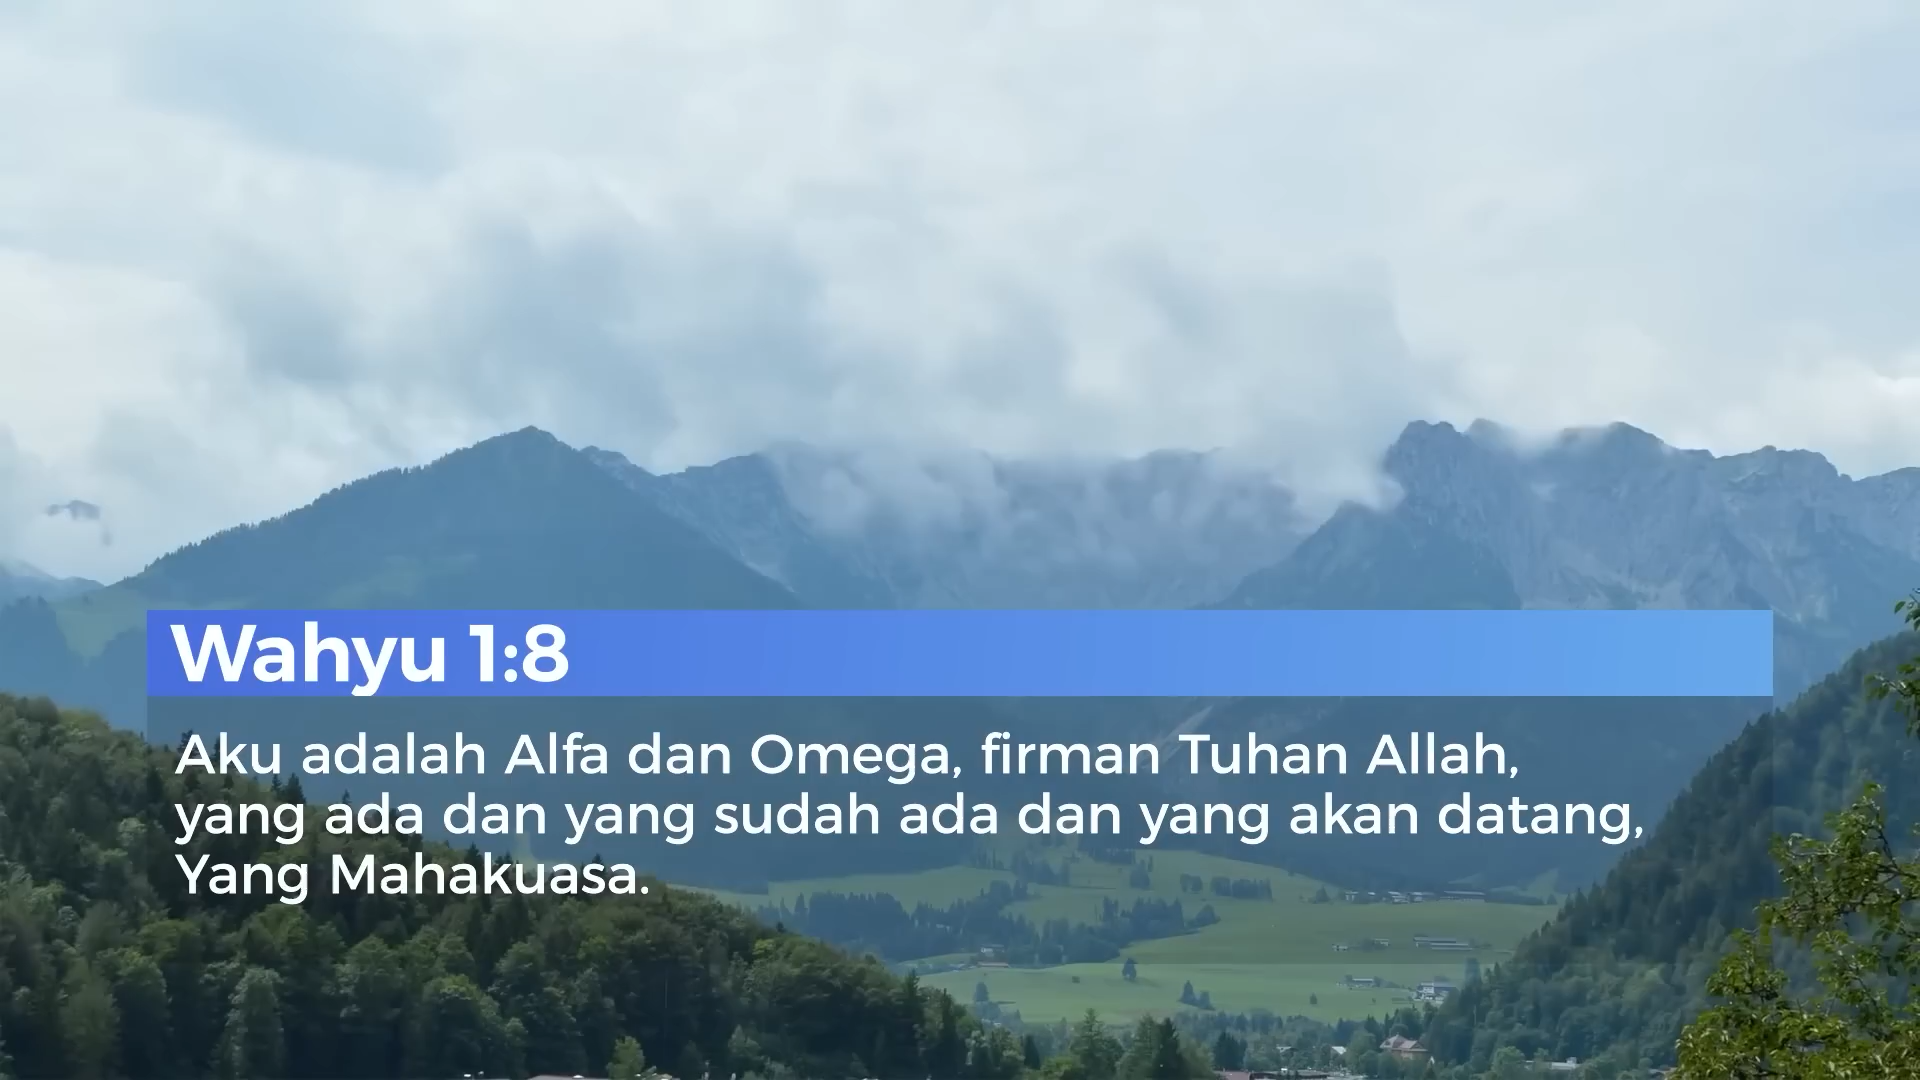 Wahyu 1:8
Aku adalah Alfa dan Omega, firman Tuhan Allah,
yang ada dan yang sudah ada dan yang akan datang,
Yang Mahakuasa.